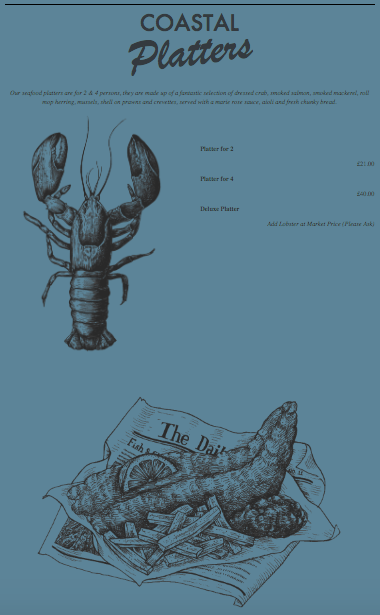 COASTAL
Platters
Our seafood platters are for 2 & 4 persons, they are made up of a fantastic selection of dressed crab, smoked salmon, smoked mackerel, roll
mop herring, mussels, shell on prawns and crevettes, served with a marie rose sauce, aioli and fresh chunky bread.
Platter for 2
£25.00
Platter for 4
£40.00
Deluxe Platter
Add Lobster at Market Price (Please Ask)
The Dail
Fish &